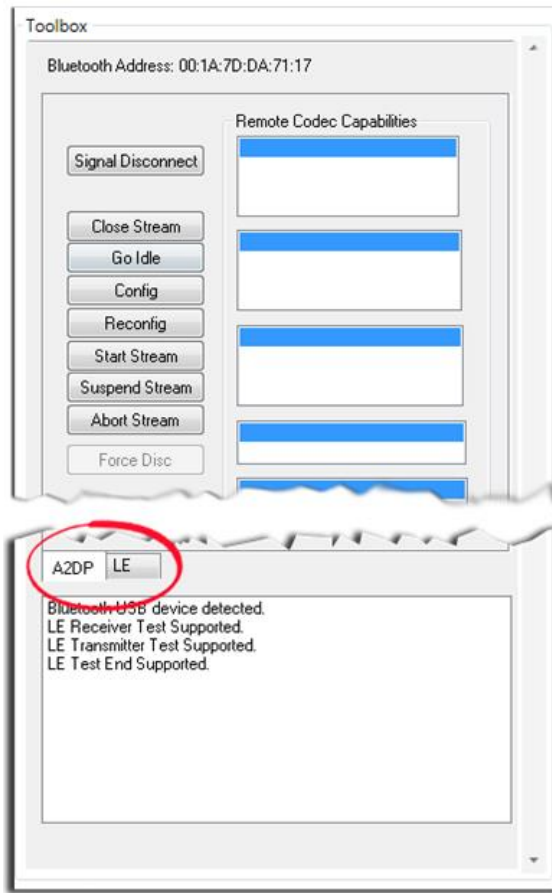 Toolbox
Bluetooth Address: 00:1A:7D:DA:71:17
Remote Codec Capabilities
Signal Disconnect
Close Stream
Go Idle
Config
Reconfig
Start Stream
Suspend Stream
Abort Stream
Force Disc
A2DP
LE
Bluetooth USB device detected.
LE Receiver Test Supported.
LE Transmitter Test Supported.
LE Test End Supported.